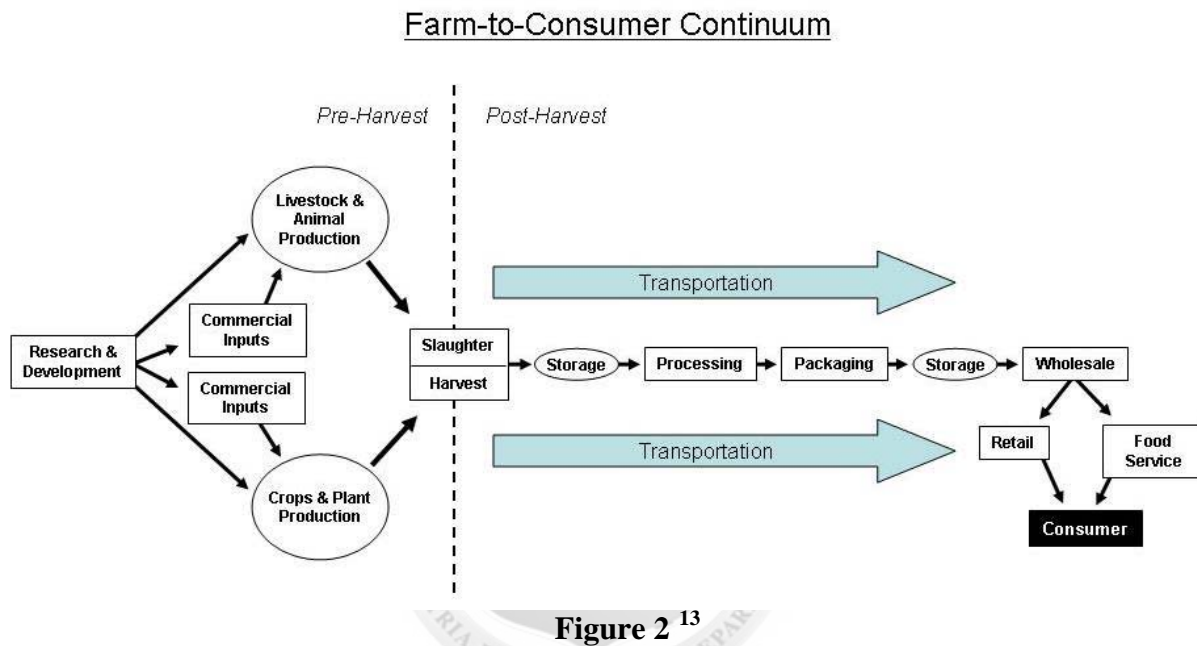 Farm-to-Consumer Continuum
Pre-Harvest
Post-Harvest
Livestock &
Animal
Production
Transportation
Commercial
Inputs
Research &
Development
Commercial
Inputs
Slaughter
Harvest
Storage
Processing
Packaging
Storage
Wholesale
Transportation
Retail
Food
Service
Crops & Plant
Production
Consumer
Figure 2 13